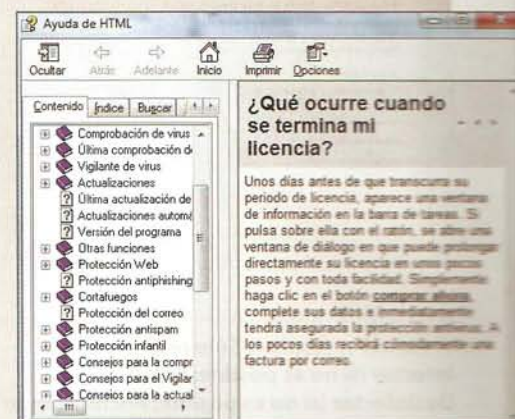 Ayuda de HTML
Ocultar Atrás Adelante Inicio Imprimir Opciones
Contenido Índice Buscar
Comprobación de virus
Última comprobación d
Vigilante de virus
Actualizaciones
Última actualización de
Actualizaciones automá
Versión del programa
Otras funciones
Protección Web
Protección antiphishing
Cortafuegos
Protección del correo
Protección antispam
Protección infantil
Consejos para la compr
Consejos para el Vigilar
Consejos para la actual
¿Qué ocurre cuando
se termina mi
licencia?
Unos días antes de que transcurra su
periodo de licencia, aparece una ventana
de información en la barra de tareas. Si
pulsa sobre ella con el ratón, se abre una
ventana de diálogo en que puede prolongar
directamente su licencia en unos pocos
pasos y con toda facilidad. Simplemente
haga clic en el botón comprar ahora,
complete sus datos e inmediatamente
tendrá asegurada la protección antivirus. A
los pocos días recibirá cómodamente una
factura por correo.